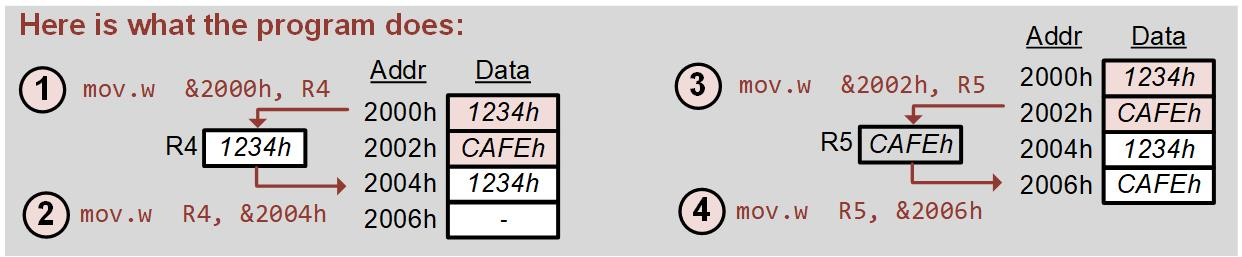 Here is what the program does:
1 mov.w &2000h, R4
Addr Data
2000h 1234h
2002h CAFEh
2004h 1234h
2006h -
R4 1234h
2 mov.w R4, &2004h
3 mov.w &2002h, R5
Addr Data
2000h 1234h
2002h CAFEh
2004h 1234h
2006h CAFEh
R5 CAFEh
4 mov.w R5, &2006h